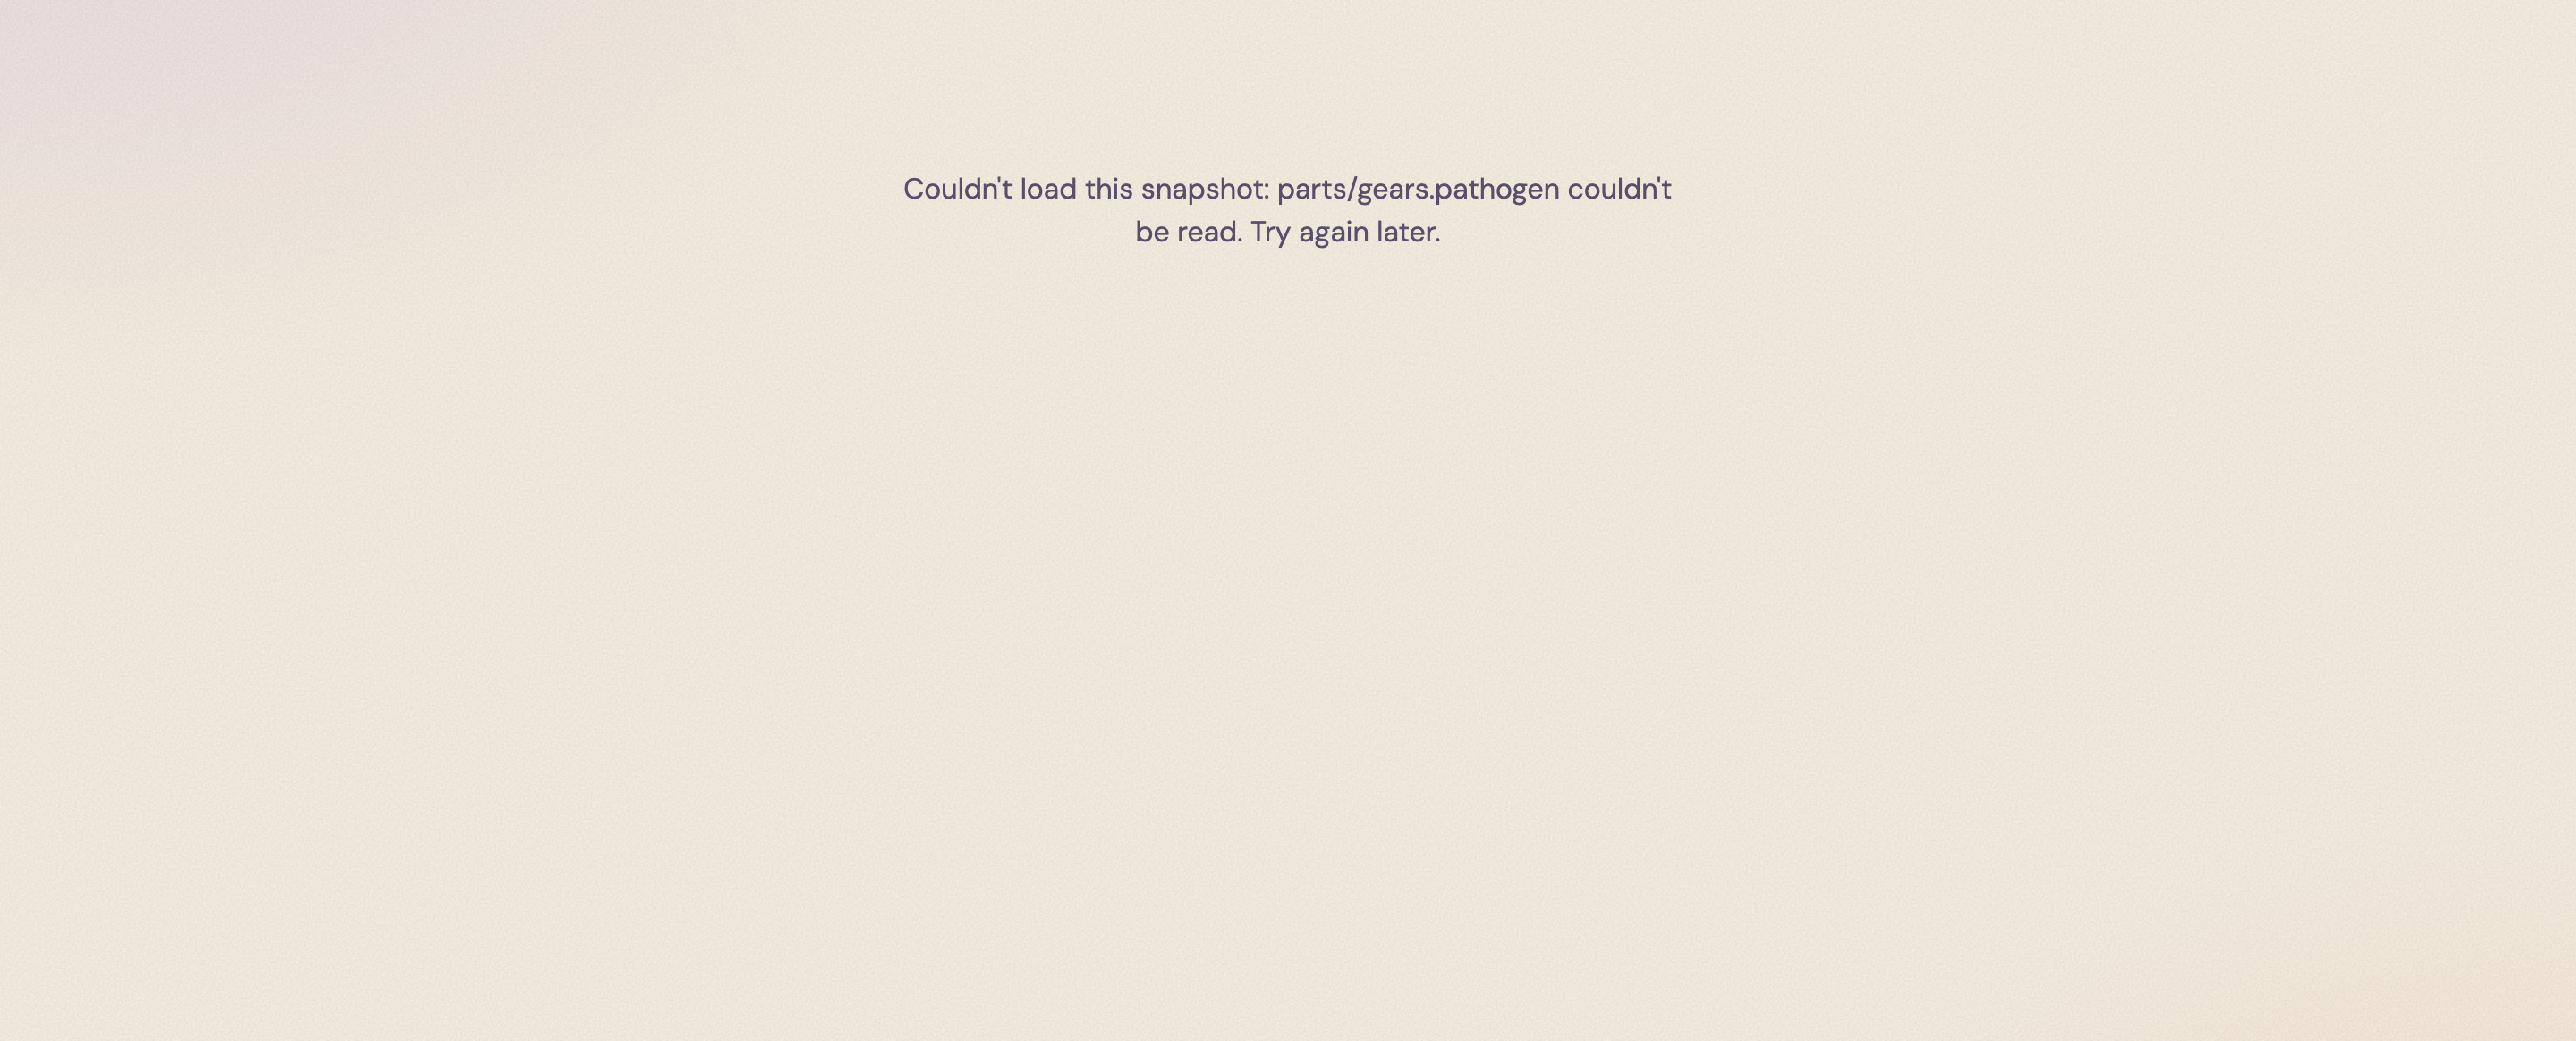 Couldn't load this snapshot: parts/gears.pathogen couldn't
be read. Try again later.